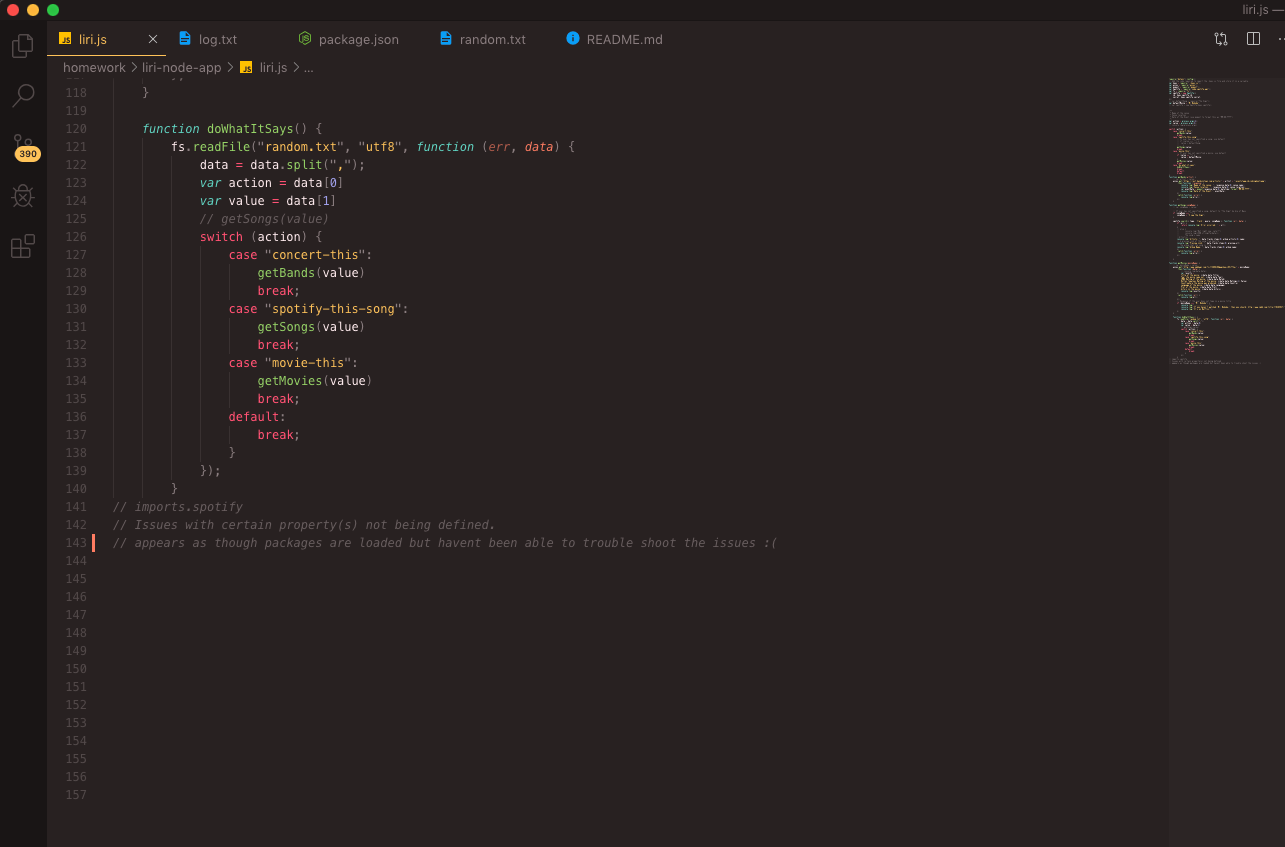 liri.js —
JS liri.js
log.txt
package.json
random.txt
README.md
homework > liri-node-app > JS liri.js > ...
118 }
119
120 function doWhatItSays() {
121 fs.readFile("random.txt", "utf8", function (err, data) {
122 data = data.split(",");
123 var action = data[0]
124 var value = data[1]
125 // getSongs(value)
126 switch (action) {
127 case "concert-this":
128 getBands(value)
129 break;
130 case "spotify-this-song":
131 getSongs(value)
132 break;
133 case "movie-this":
134 getMovies(value)
135 break;
136 default:
137 break;
138 }
139 });
140 }
141 // imports.spotify
142 // Issues with certain property(s) not being defined.
143 // appears as though packages are loaded but havent been able to trouble shoot the issues :(
144
145
146
147
148
149
150
151
152
153
154
155
156
157
390